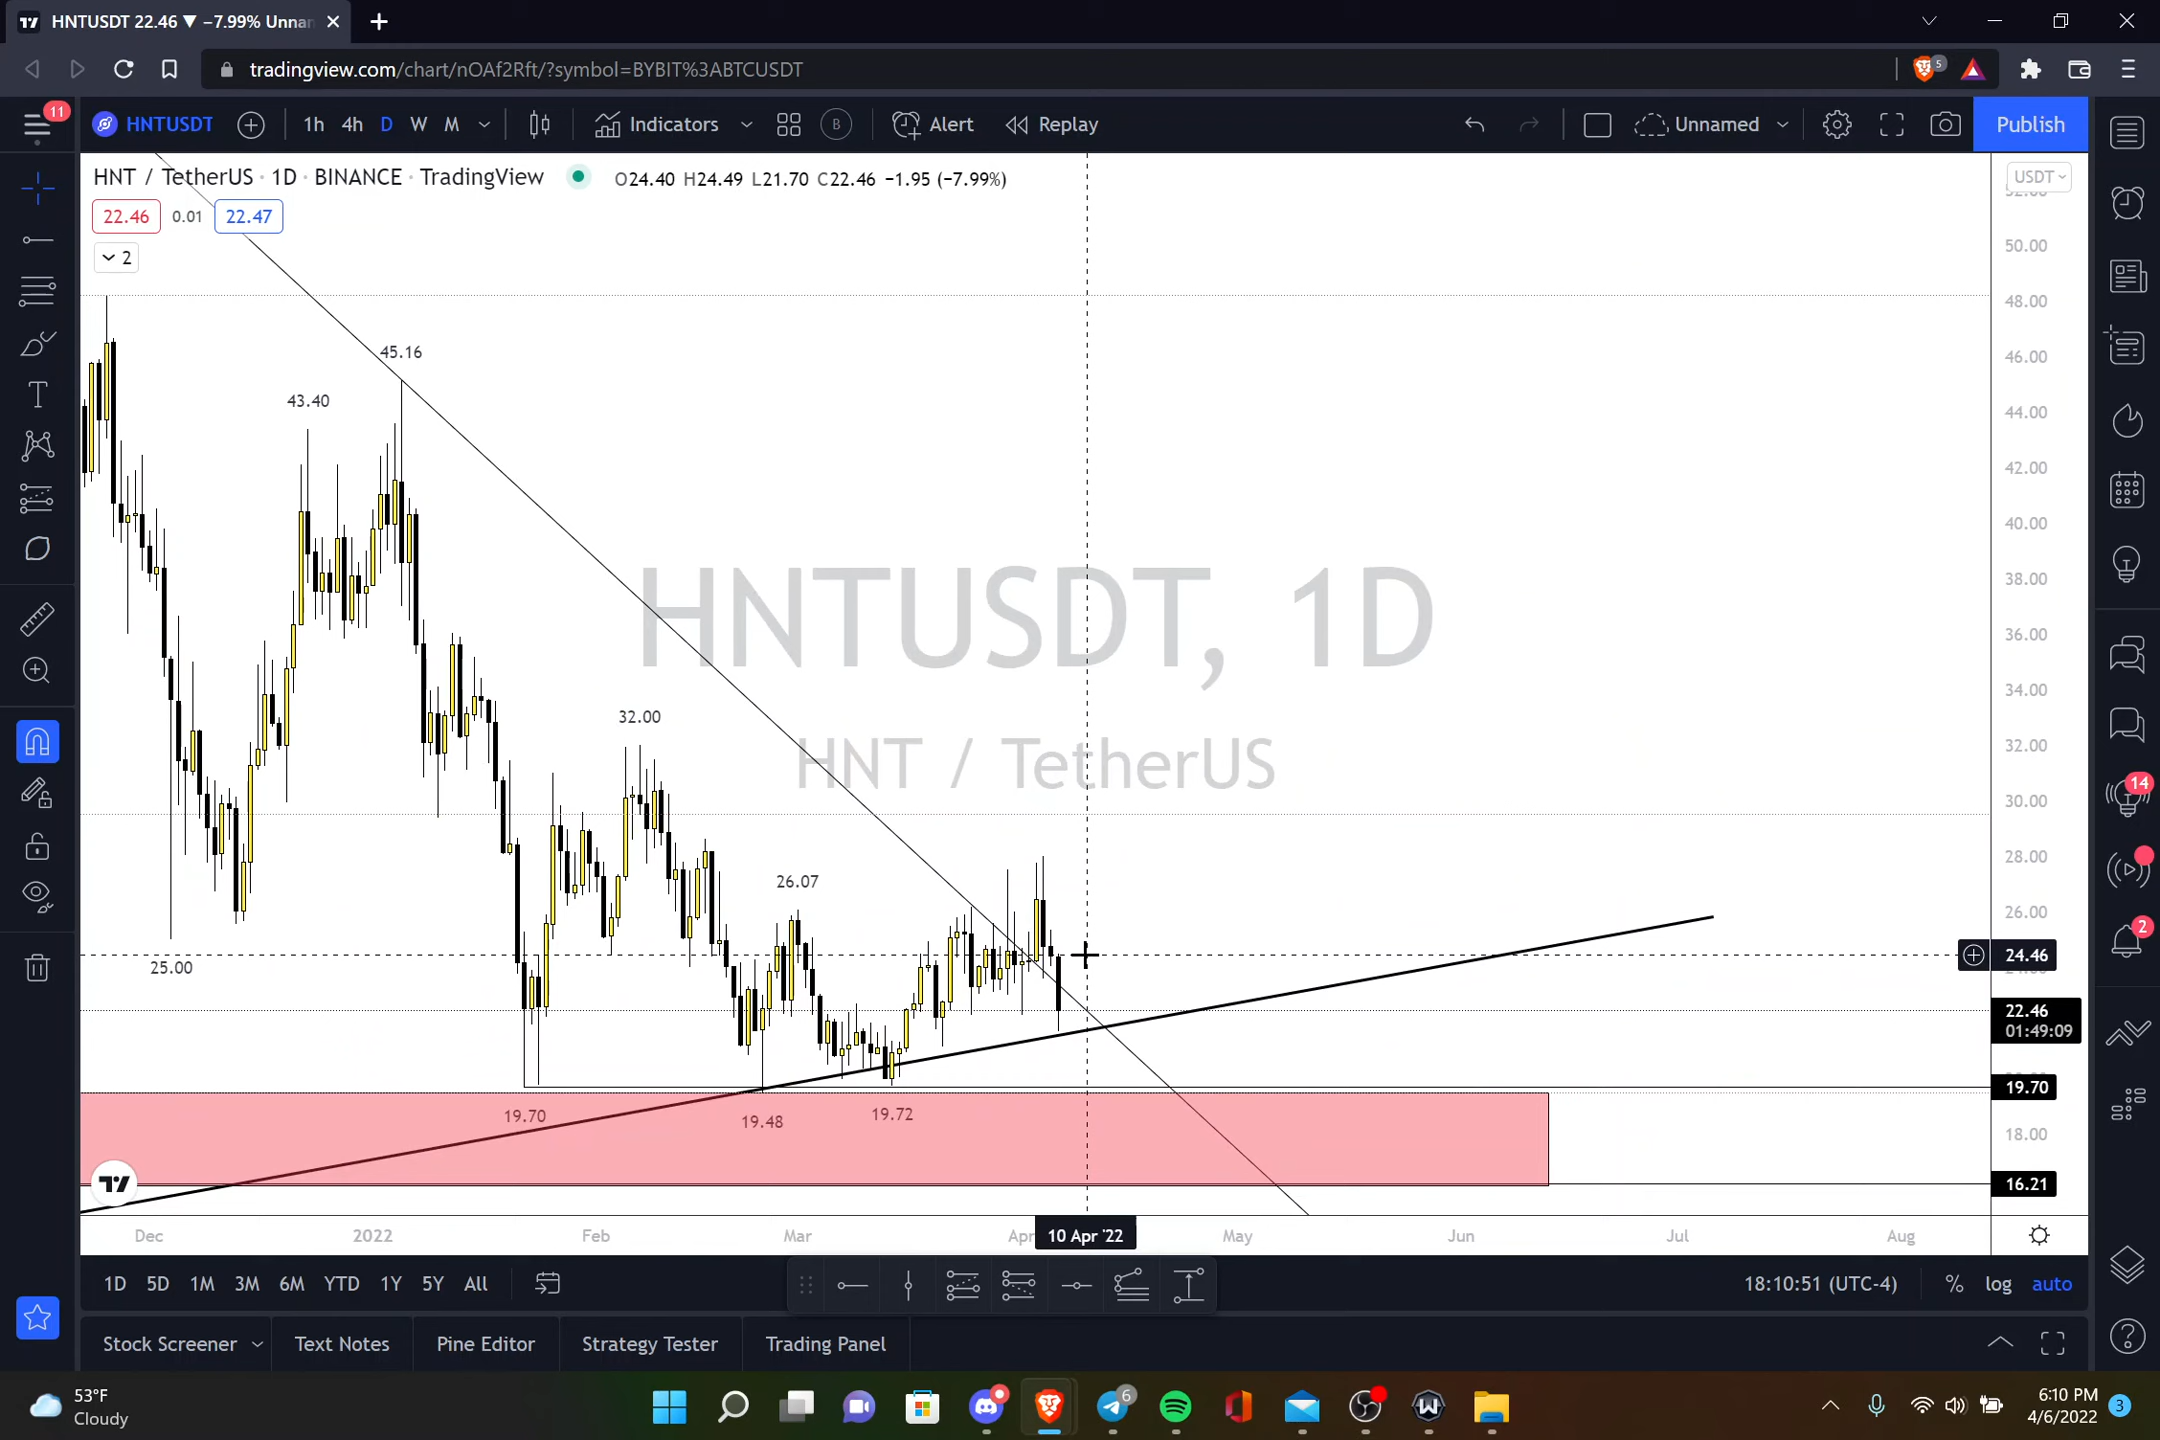 HNTUSDT 22.46 ▼ −7.99% Unnan
tradingview.com/chart/nOAf2Rft/?symbol=BYBIT%3ABTCUSDT
5
11
HNTUSDT
1h 4h D W M
Indicators
B
Alert
Replay
Unnamed
Publish
HNT / TetherUS · 1D · BINANCE · TradingView
O24.40 H24.49 L21.70 C22.46 −1.95 (−7.99%)
USDT
22.46 0.01 22.47
2
50.00
48.00
46.00
44.00
42.00
40.00
38.00
36.00
34.00
32.00
30.00
28.00
26.00
24.46
22.46
01:49:09
19.70
18.00
16.21
45.16
43.40
HNTUSDT, 1D
HNT / TetherUS
32.00
26.07
25.00
19.70
19.48
19.72
14
2
Dec 2022 Feb Mar Apr 10 Apr '22 May Jun Jul Aug
1D 5D 1M 3M 6M YTD 1Y 5Y All
18:10:51 (UTC-4) % log auto
Stock Screener Text Notes Pine Editor Strategy Tester Trading Panel
53°F
Cloudy
6
6:10 PM
4/6/2022
3